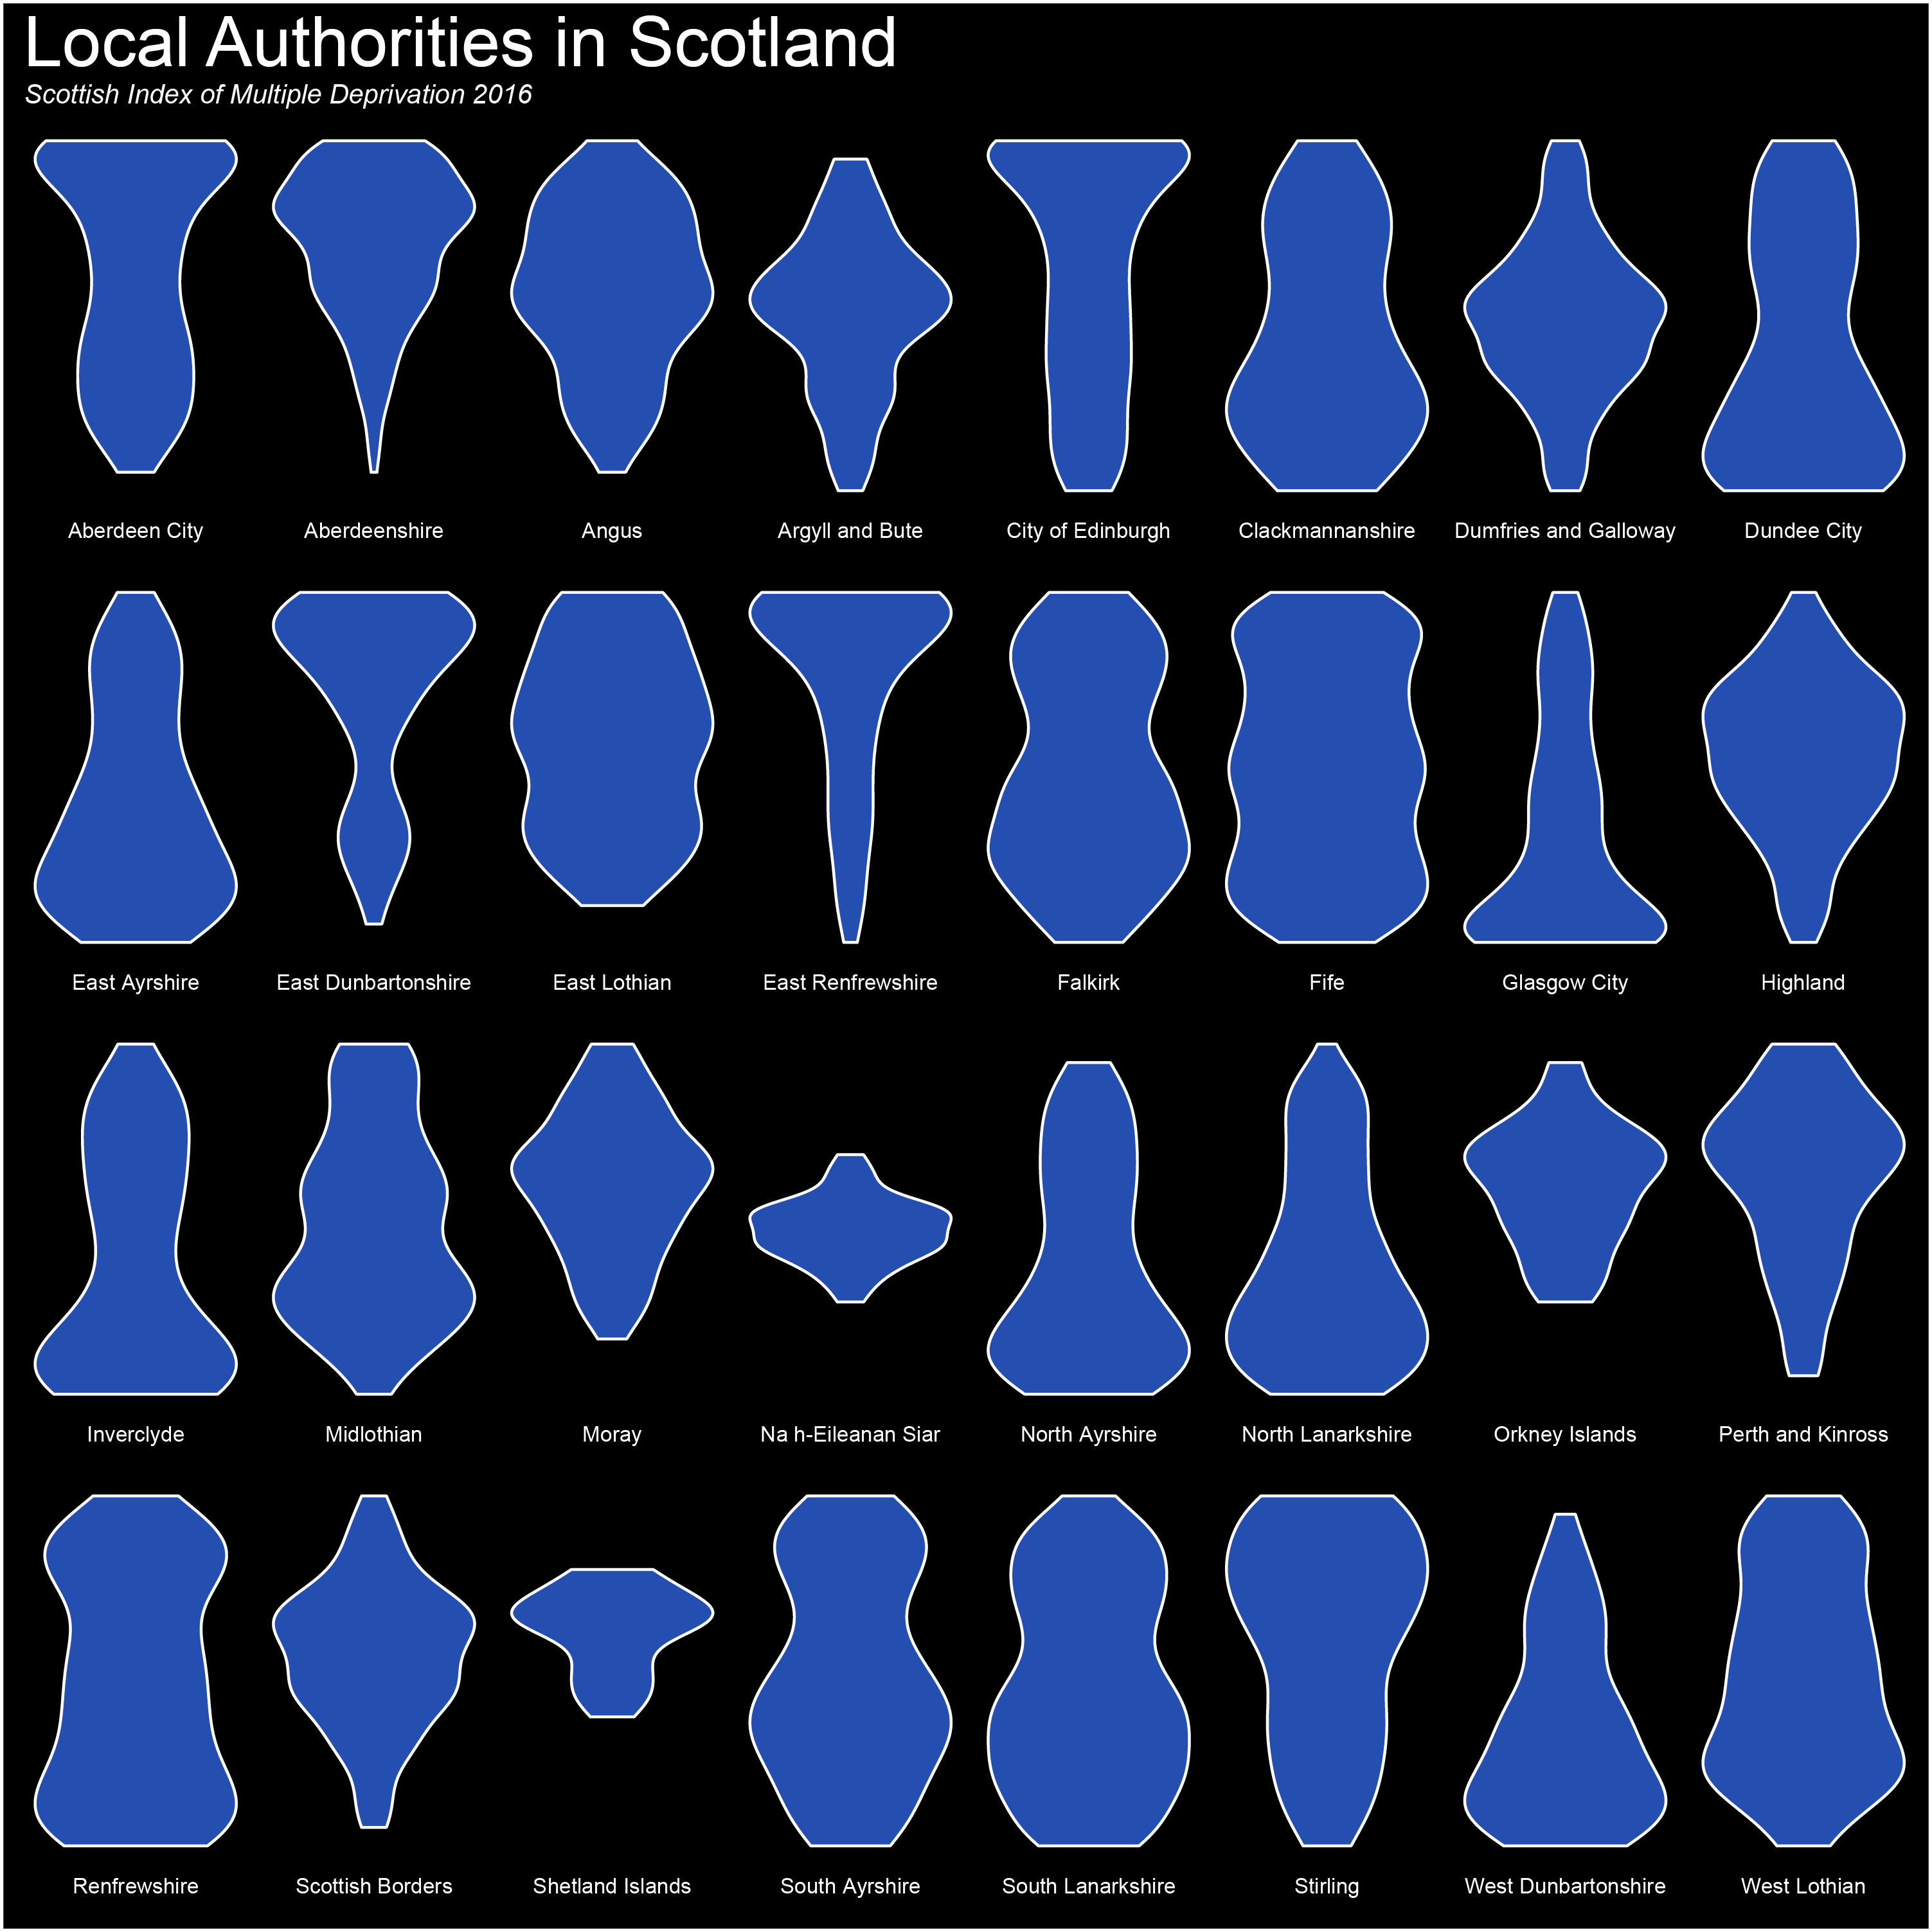 Local Authorities in Scotland
Scottish Index of Multiple Deprivation 2016
Aberdeen City
Aberdeenshire
Angus
Argyll and Bute
City of Edinburgh
Clackmannanshire
Dumfries and Galloway
Dundee City
East Ayrshire
East Dunbartonshire
East Lothian
East Renfrewshire
Falkirk
Fife
Glasgow City
Highland
Inverclyde
Midlothian
Moray
Na h-Eileanan Siar
North Ayrshire
North Lanarkshire
Orkney Islands
Perth and Kinross
Renfrewshire
Scottish Borders
Shetland Islands
South Ayrshire
South Lanarkshire
Stirling
West Dunbartonshire
West Lothian